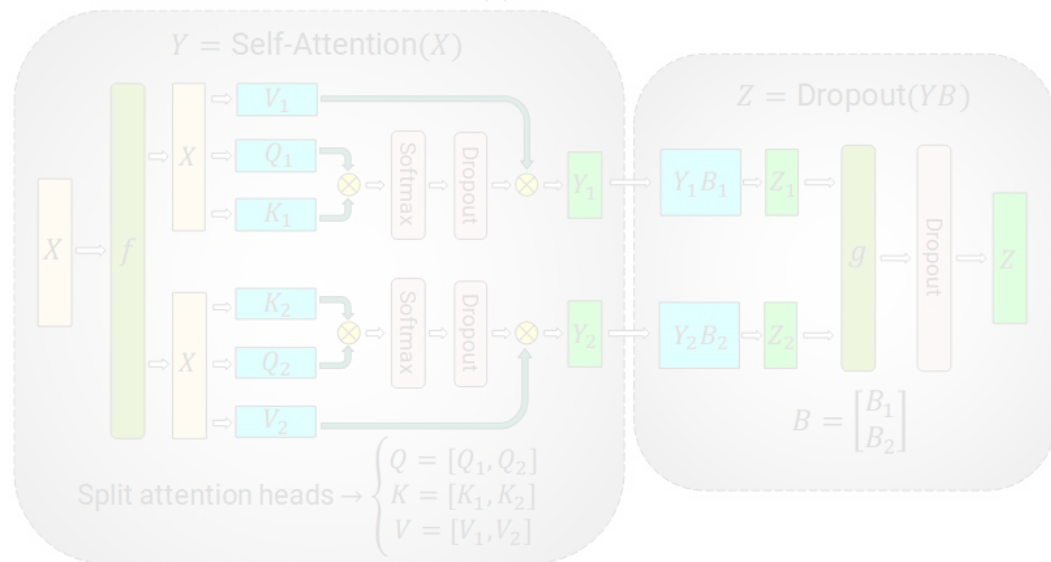 Y = Self-Attention(X)
Z = Dropout(YB)
X
f
X
V₁
Q₁
K₁
Softmax
Dropout
Y₁
Y₁B₁
Z₁
X
K₂
Q₂
V₂
Softmax
Dropout
Y₂
Y₂B₂
Z₂
g
Dropout
Z
B = [B₁
B₂]
Split attention heads → { Q = [Q₁, Q₂]
K = [K₁, K₂]
V = [V₁, V₂]